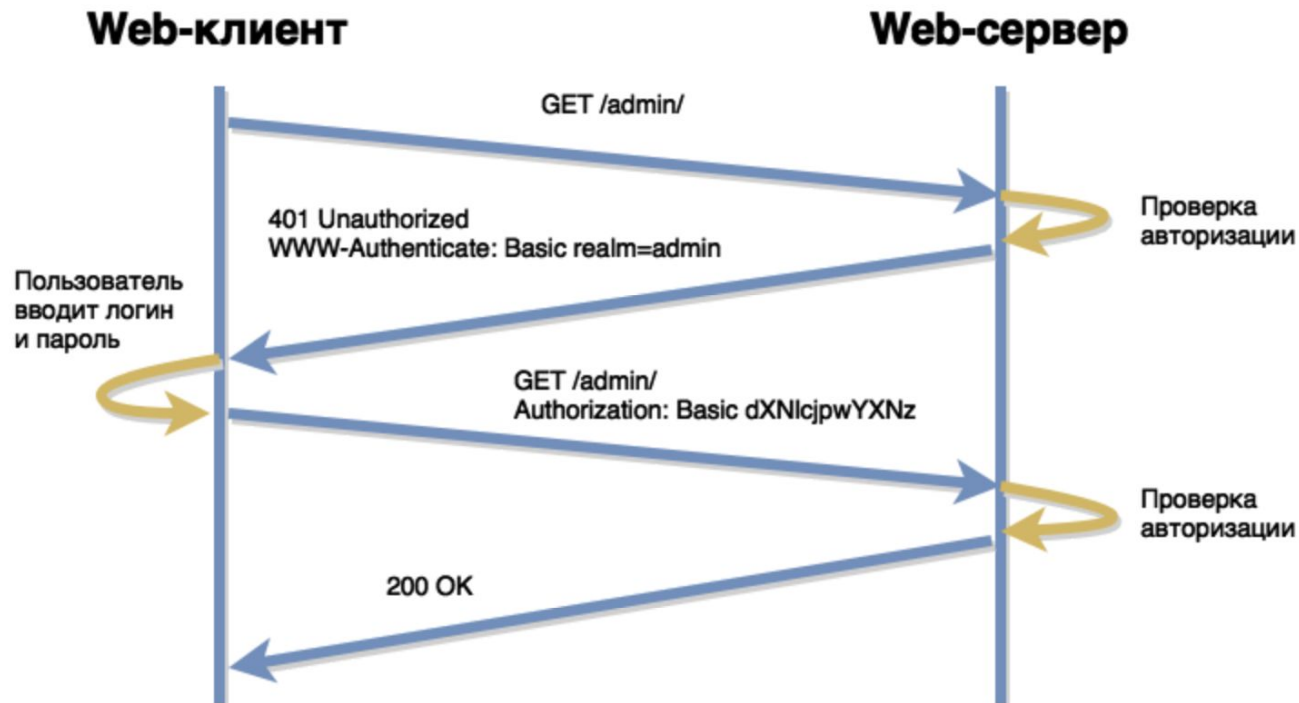 Web-клиент
Web-сервер
GET /admin/
Проверка
авторизации
401 Unauthorized
WWW-Authenticate: Basic realm=admin
Пользователь
вводит логин
и пароль
GET /admin/
Authorization: Basic dXNlcjpwYXNz
Проверка
авторизации
200 OK